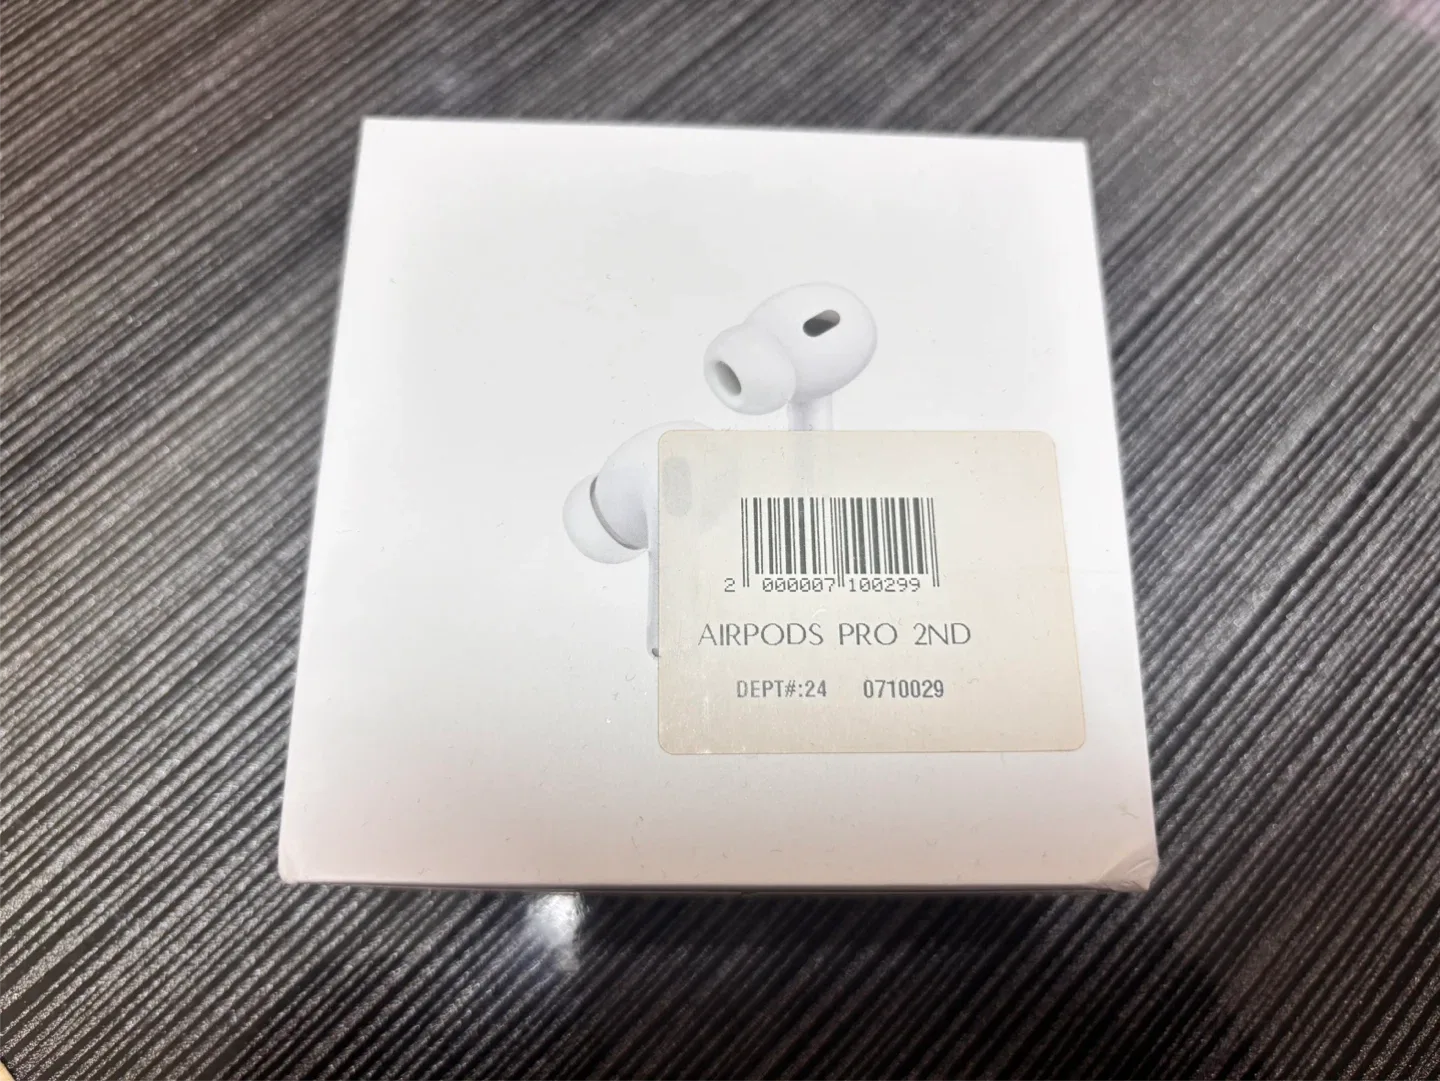 2 000007 100299
AIRPODS PRO 2ND
DEPT#:24 0710029